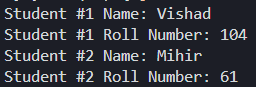 Student #1 Name: Vishad
Student #1 Roll Number: 104
Student #2 Name: Mihir
Student #2 Roll Number: 61